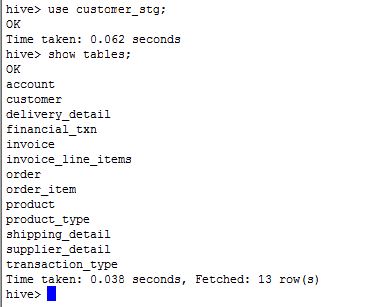 hive> use customer_stg;
OK
Time taken: 0.062 seconds
hive> show tables;
OK
account
customer
delivery_detail
financial_txn
invoice
invoice_line_items
order
order_item
product
product_type
shipping_detail
supplier_detail
transaction_type
Time taken: 0.038 seconds, Fetched: 13 row(s)
hive>